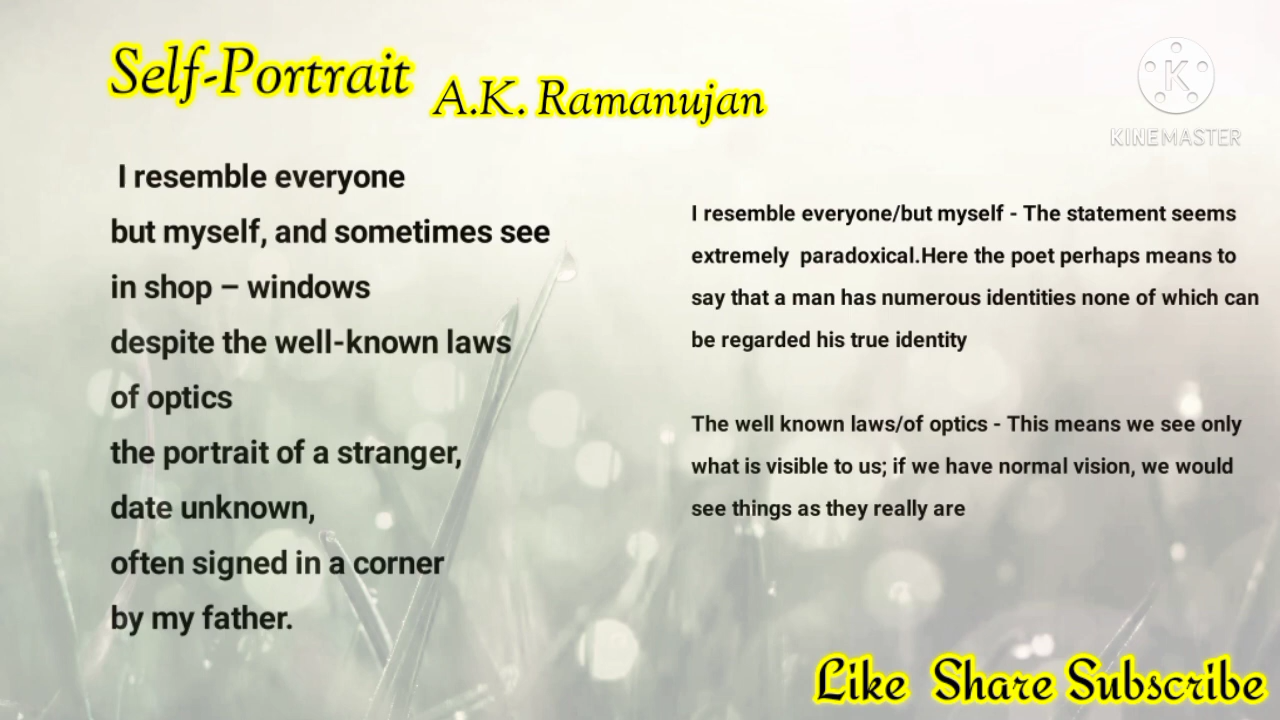 Self-Portrait
A.K. Ramanujan
KINEMASTER
I resemble everyone
but myself, and sometimes see
in shop – windows
despite the well-known laws
of optics
the portrait of a stranger,
date unknown,
often signed in a corner
by my father.
I resemble everyone/but myself - The statement seems
extremely  paradoxical.Here the poet perhaps means to
say that a man has numerous identities none of which can
be regarded his true identity
The well known laws/of optics - This means we see only
what is visible to us; if we have normal vision, we would
see things as they really are
Like  Share Subscribe